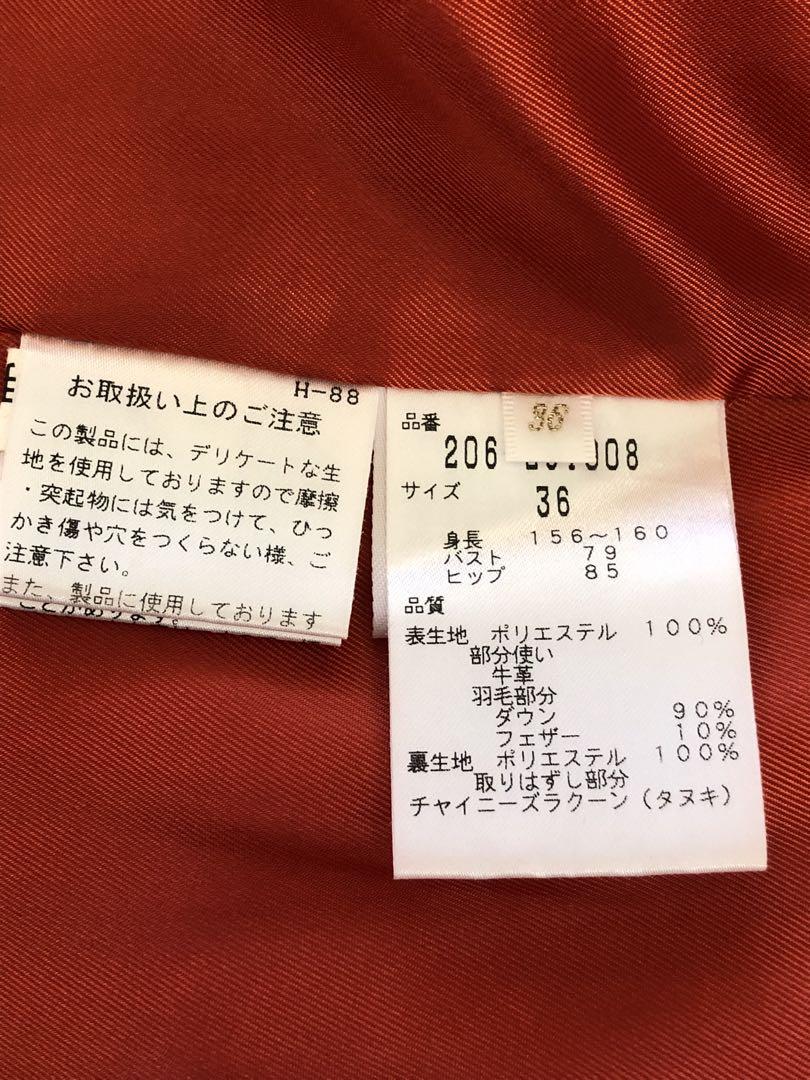 H-88
お取扱い上のご注意
この製品には、デリケートな生
地を使用しておりますので摩擦
・突起物には気をつけて、ひっ
かき傷や穴をつくらない様、ご
注意下さい。
また、製品に使用しております
ことがあります。
36
品番
206 008
サイズ
36
身長 156～160
バスト 79
ヒップ 85
品質
表生地 ポリエステル 100%
部分使い
牛革
羽毛部分
ダウン 90%
フェザー 10%
裏生地 ポリエステル 100%
取りはずし部分
チャイニーズラクーン(タヌキ)